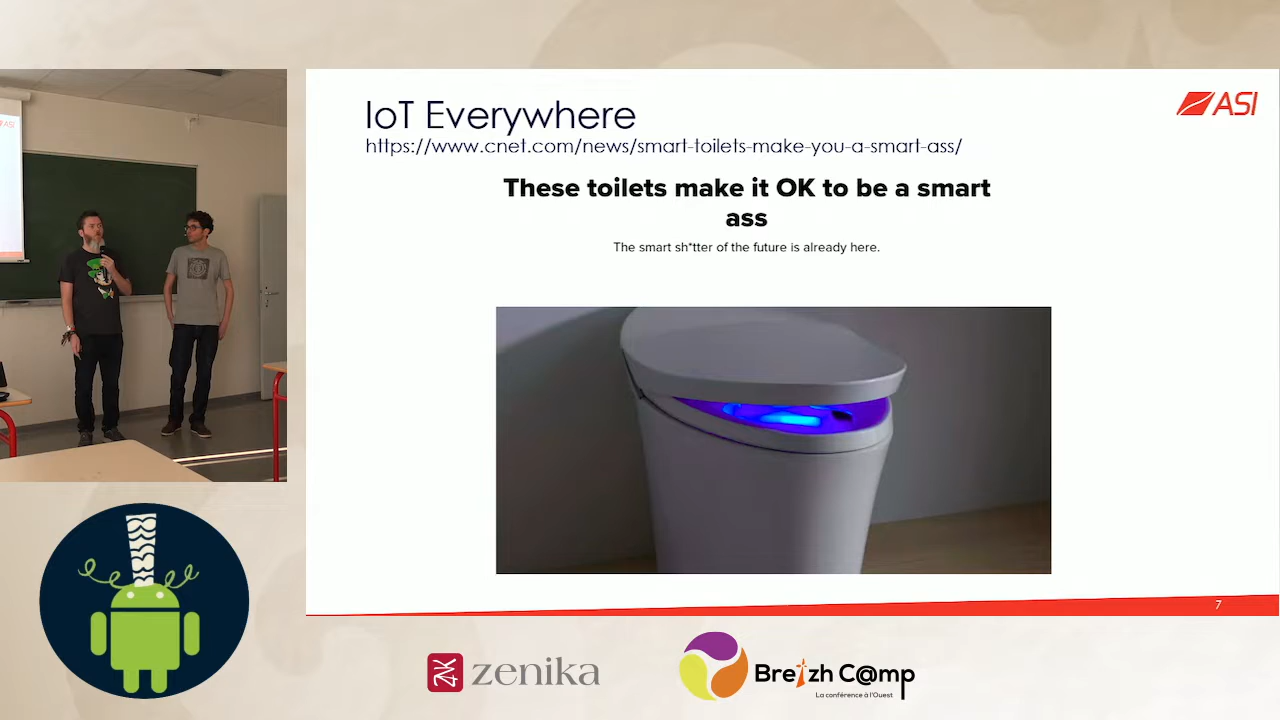 IoT Everywhere
https://www.cnet.com/news/smart-toilets-make-you-a-smart-ass/
ASI
These toilets make it OK to be a smart
ass
The smart sh*tter of the future is already here.
7
zenika
Breizh C@mp
La conférence à l'Ouest